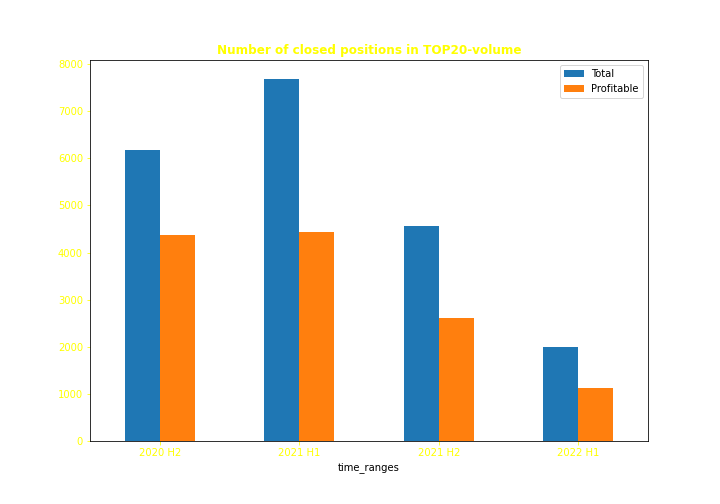 Number of closed positions in TOP20-volume
Total
Profitable
8000
7000
6000
5000
4000
3000
2000
1000
0
2020 H2
2021 H1
2021 H2
2022 H1
time_ranges